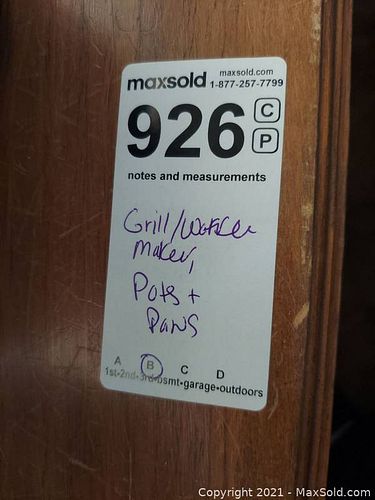 maxsold maxsold.com
1-877-257-7799
926 C
P
notes and measurements
Grill/Waffle
Maker,
Pots +
Pans
A B C D
1st•2nd•3rd•bsmt•garage•outdoors
Copyright 2021 - MaxSold.com